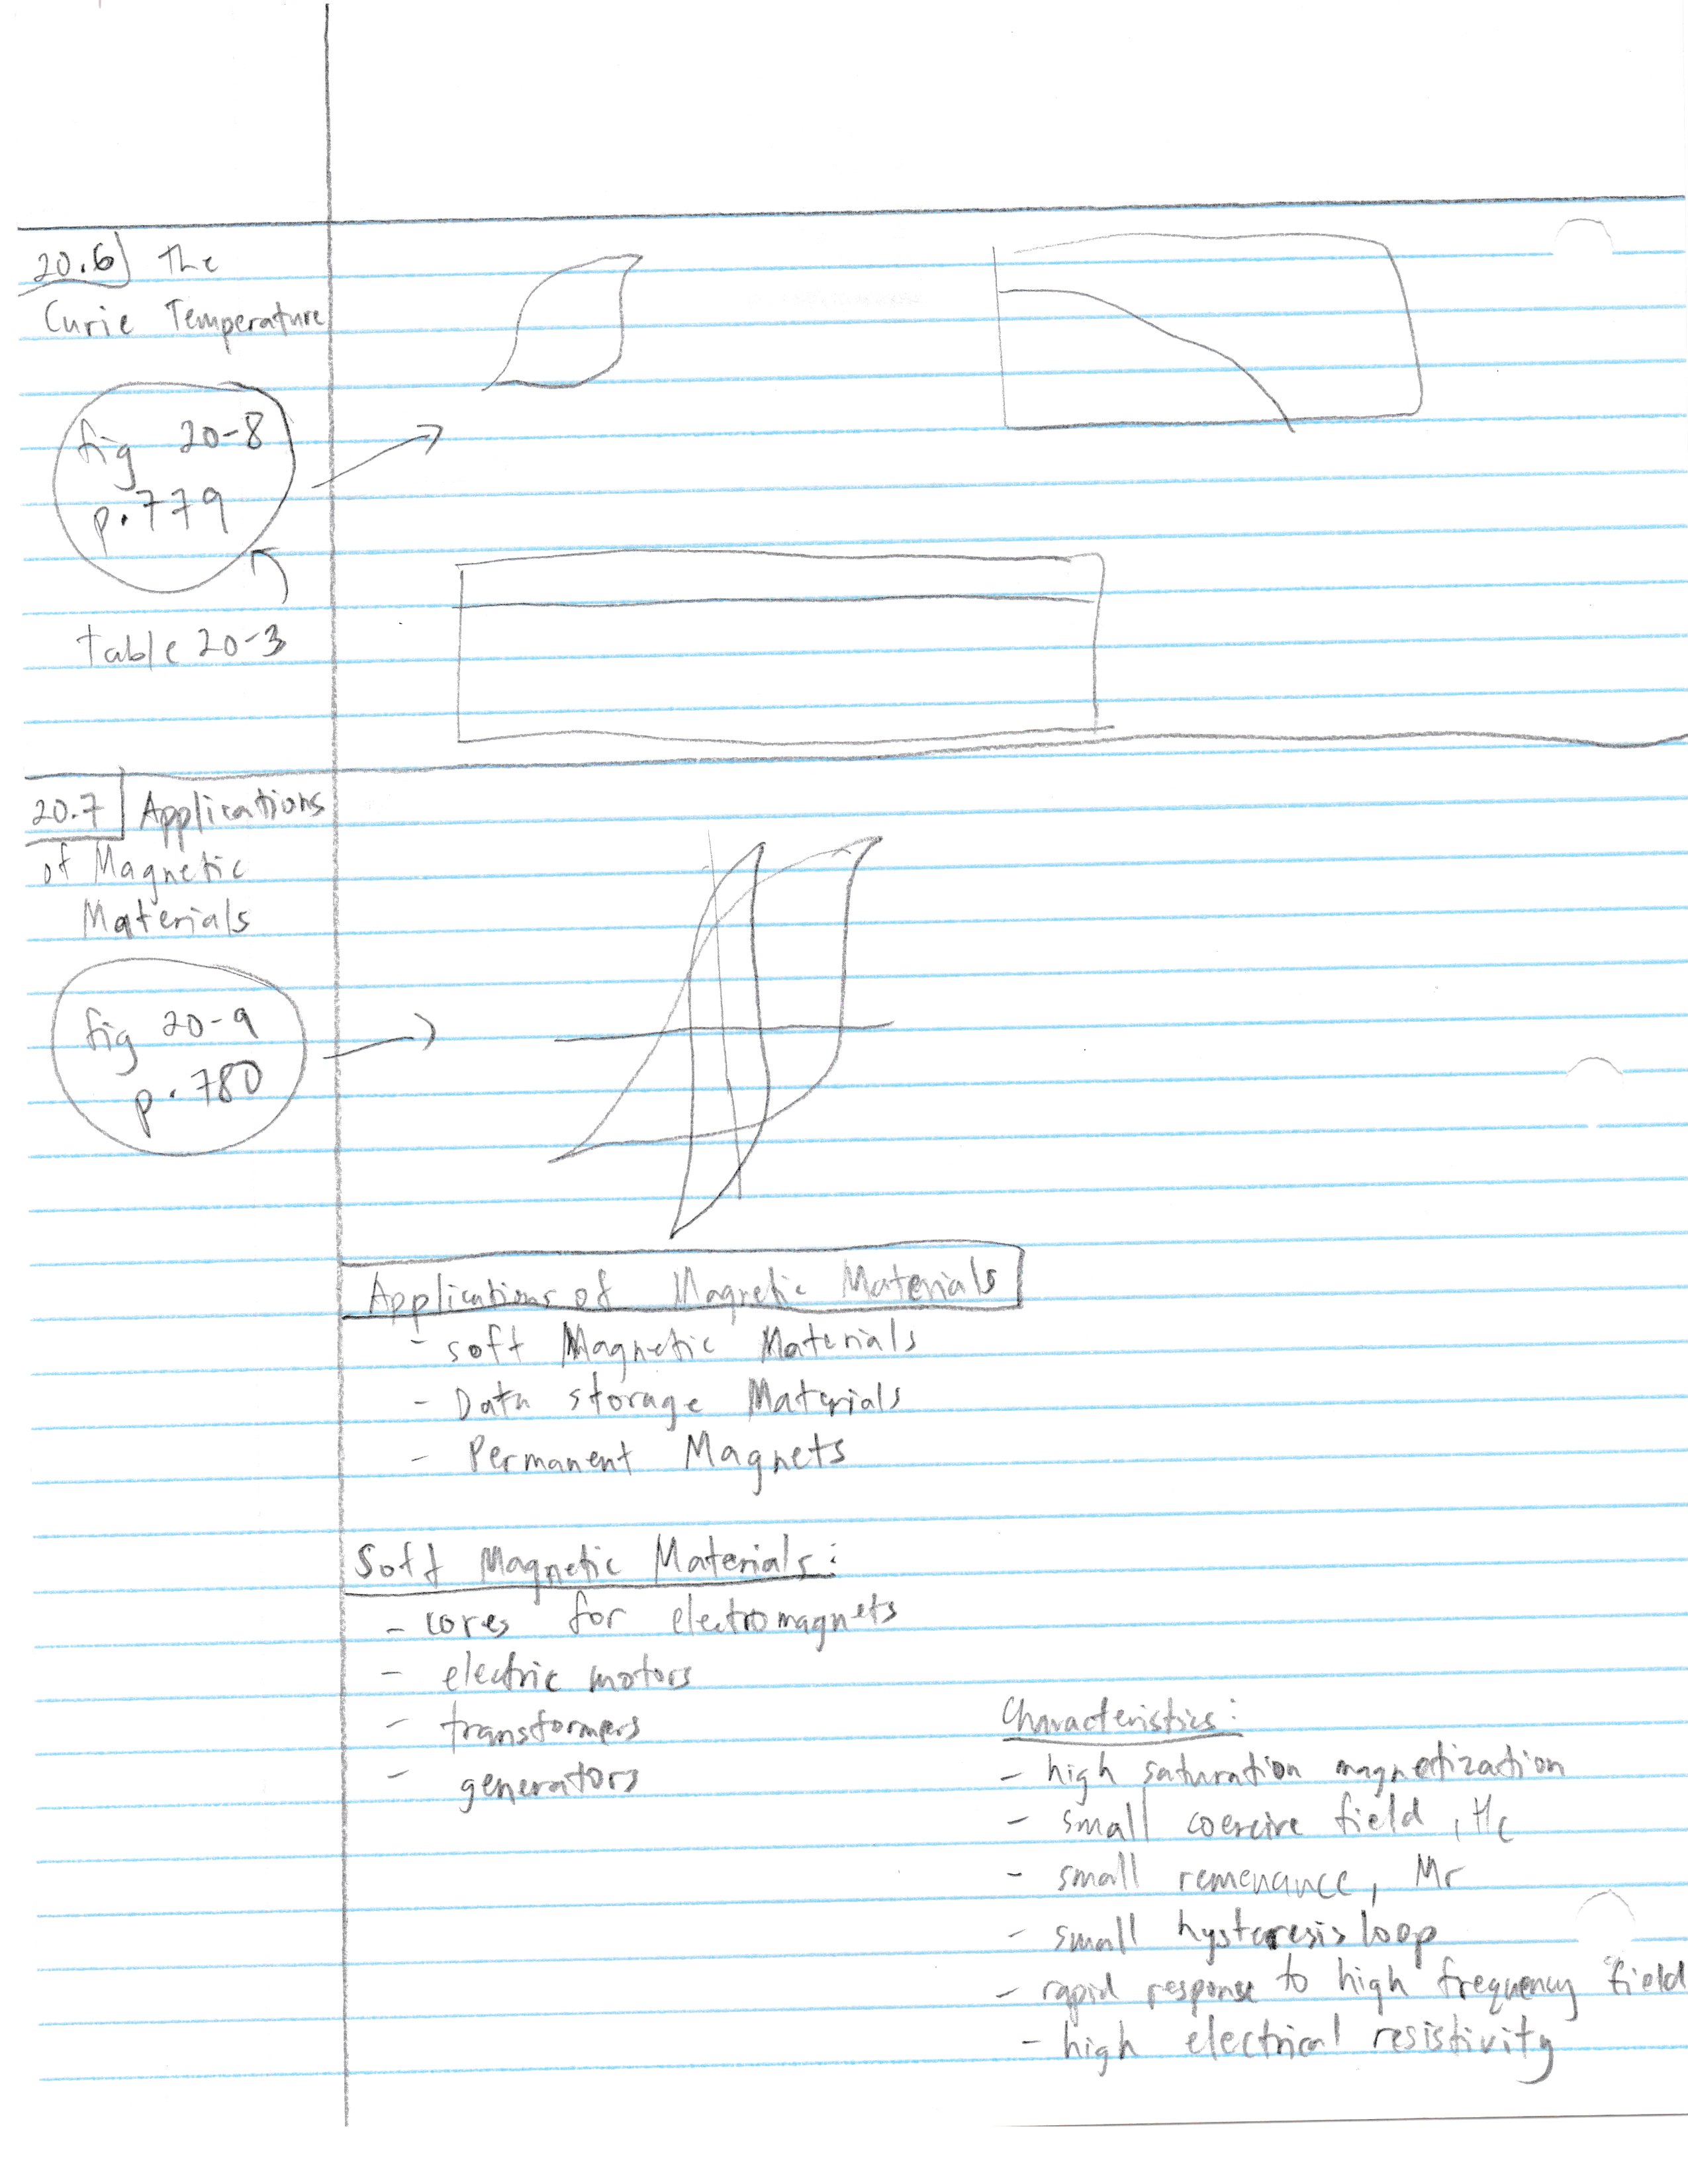 20.6 The
Curie Temperature
fig 20-8
p.779
table 20-3
20.7 Applications
of Magnetic
Materials
fig 20-9
p.780
Applications of Magnetic Materials
- soft Magnetic Materials
- Data storage Materials
- Permanent Magnets
Soft Magnetic Materials:
- cores for electromagnets
- electric motors
- transformers
- generators
Characteristics:
- high saturation magnetization
- small coercive field, Hc
- small remenance, Mr
- small hysteresis loop
- rapid response to high frequency field
- high electrical resistivity